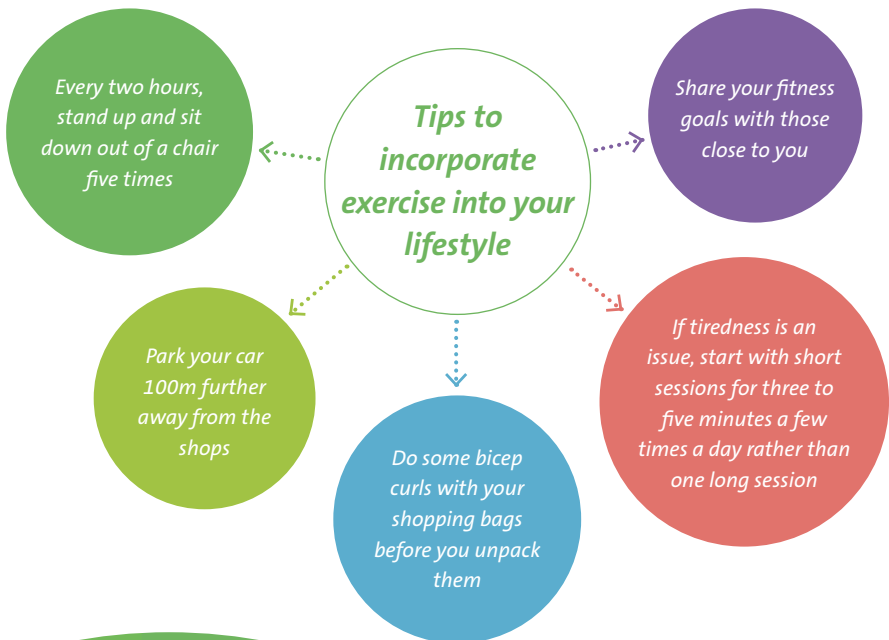 Tips to
incorporate
exercise into your
lifestyle
Every two hours,
stand up and sit
down out of a chair
five times
Share your fitness
goals with those
close to you
Park your car
100m further
away from the
shops
Do some bicep
curls with your
shopping bags
before you unpack
them
If tiredness is an
issue, start with short
sessions for three to
five minutes a few
times a day rather than
one long session